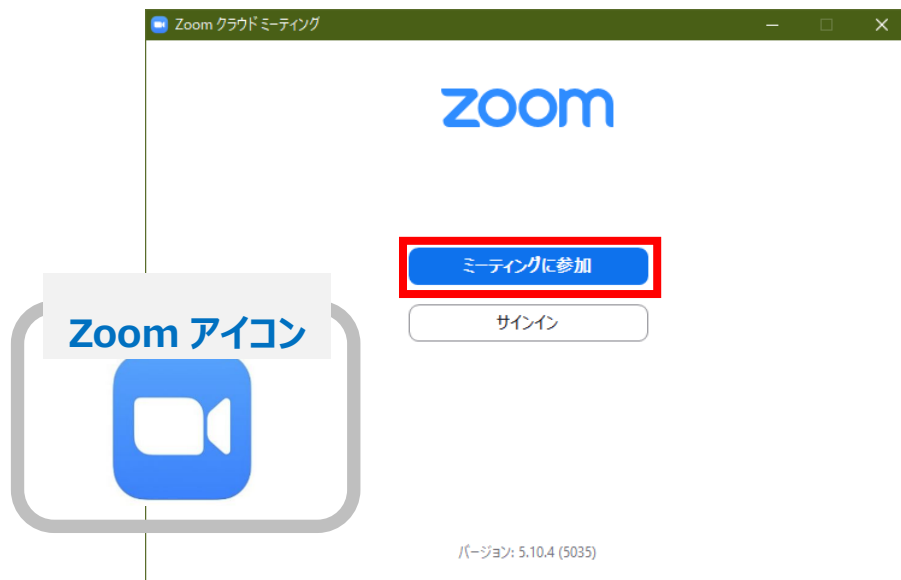 Zoom クラウド ミーティング
zoom
ミーティングに参加
サインイン
Zoom アイコン
バージョン: 5.10.4 (5035)